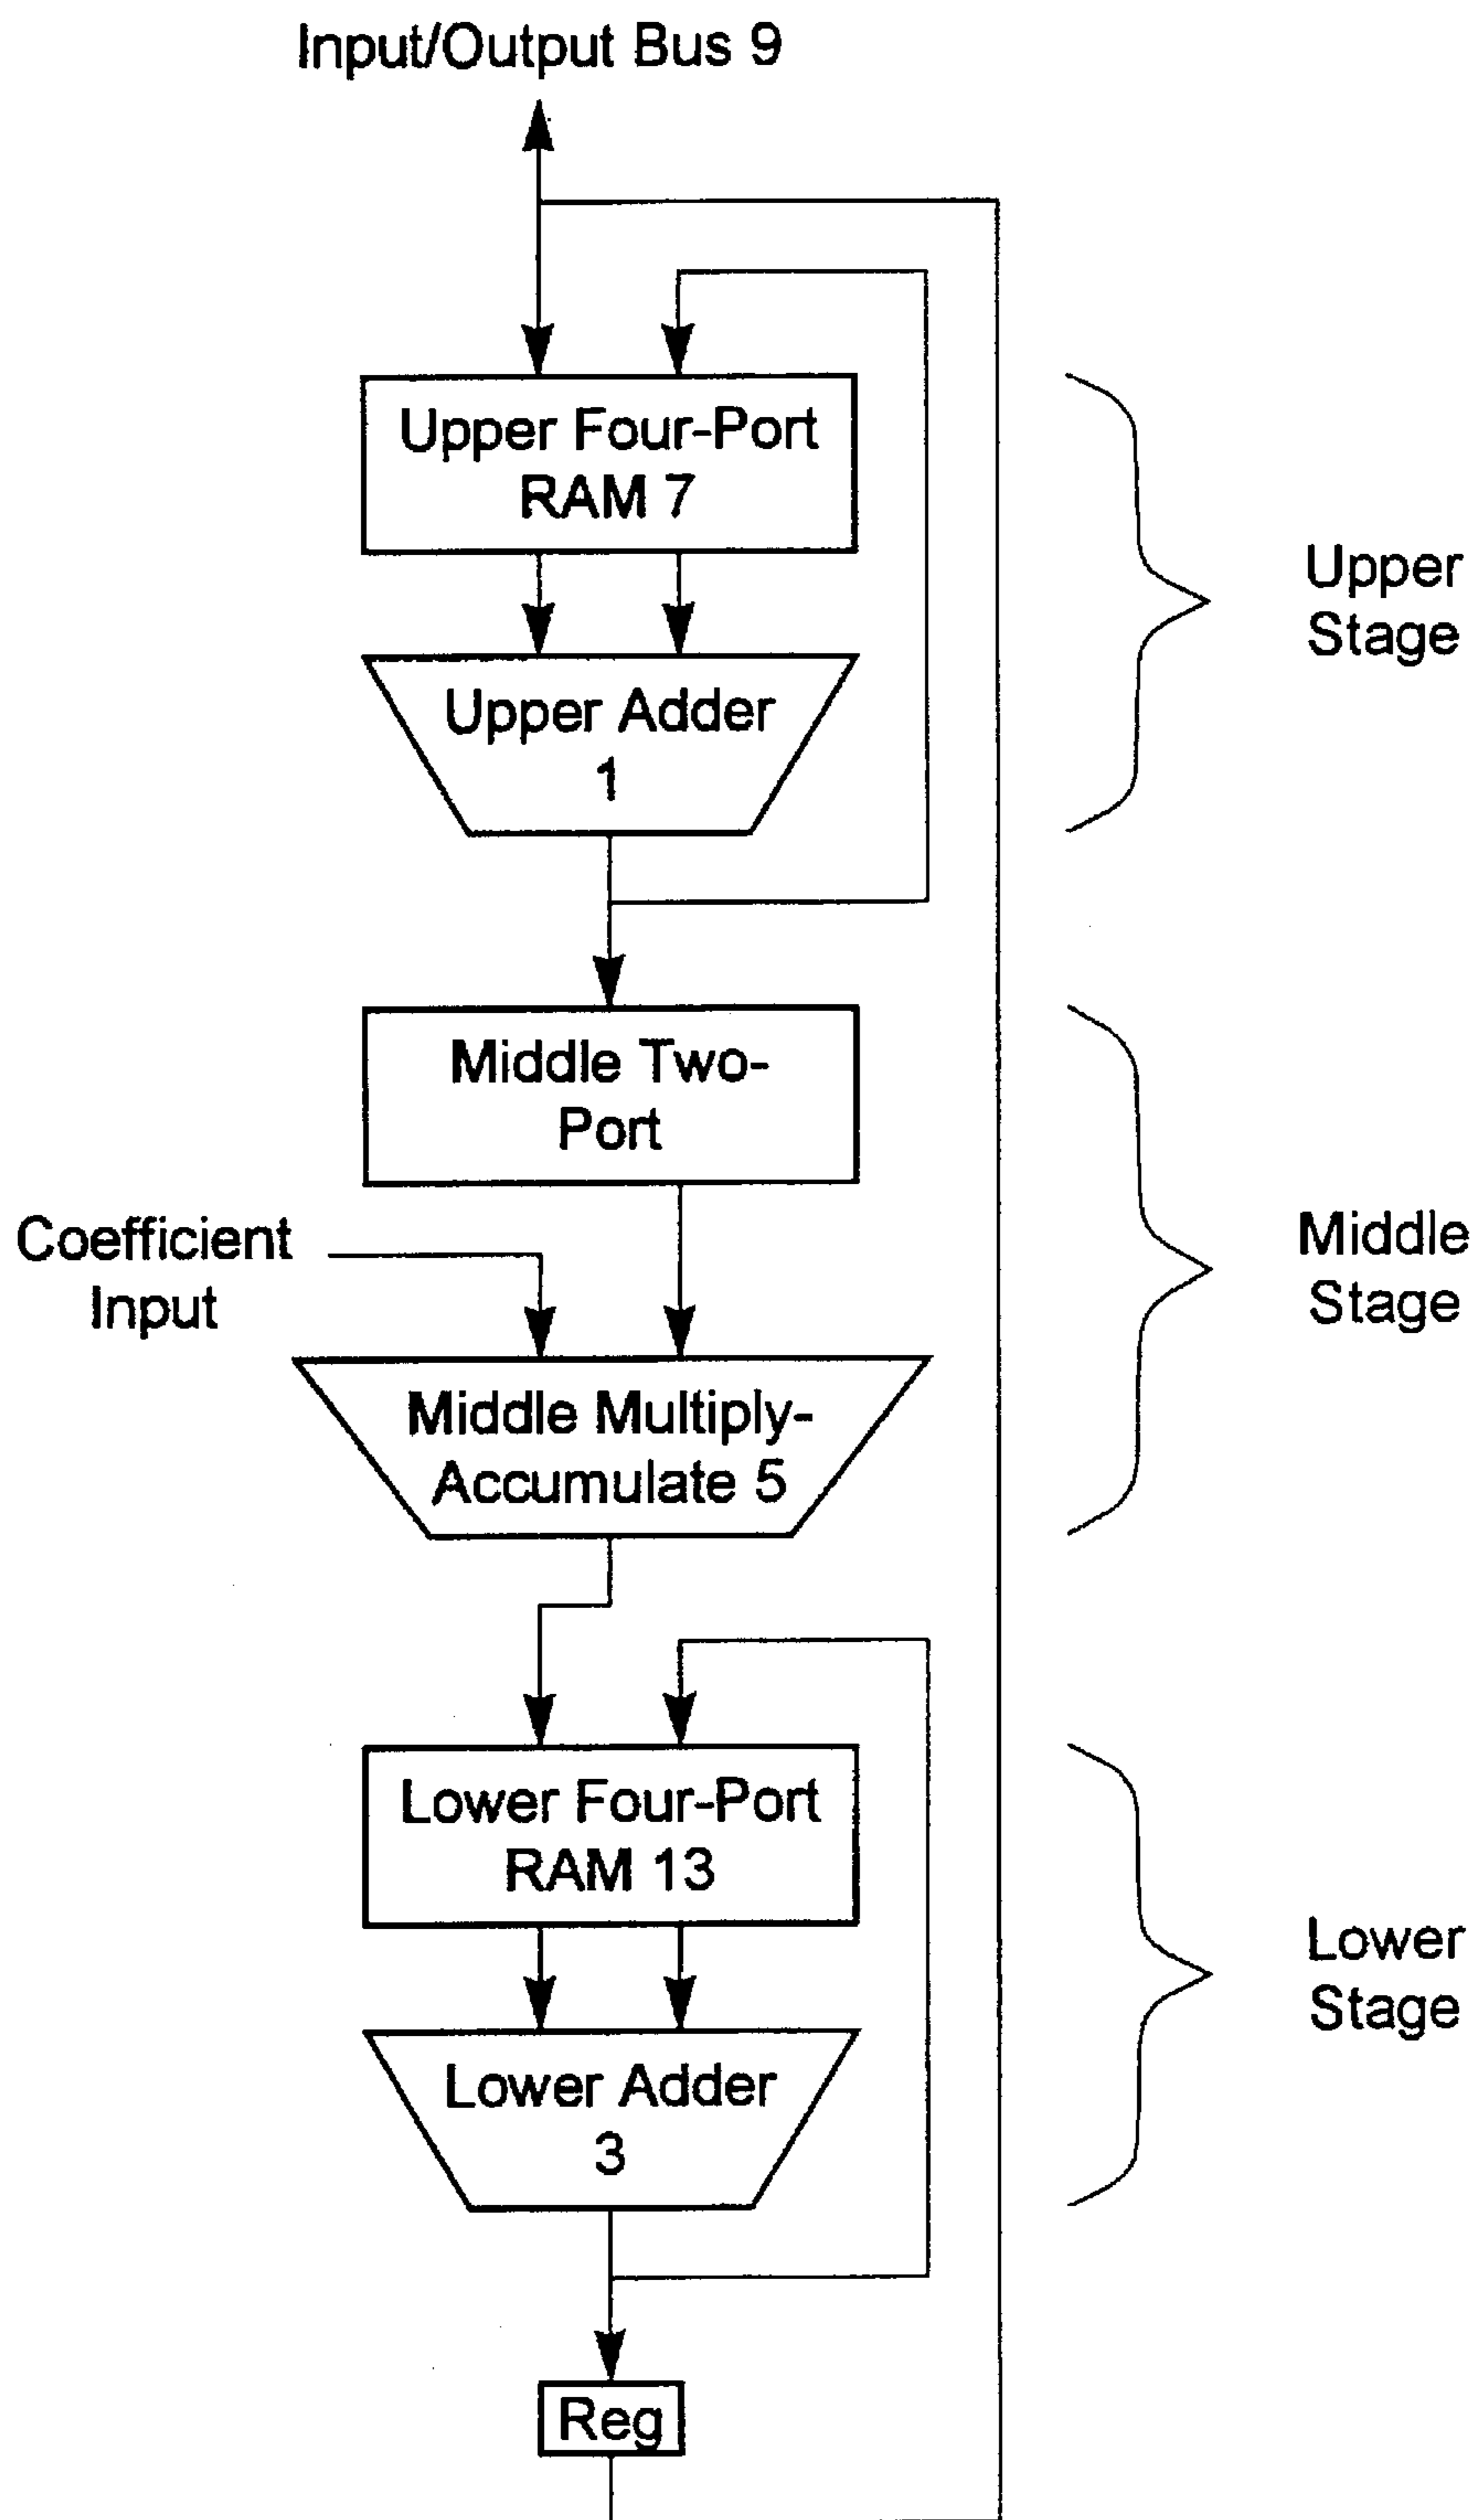 Input/Output Bus 9
Upper Four-Port
RAM 7
Upper Adder
1
Upper
Stage
Middle Two-
Port
Coefficient
Input
Middle Multiply-
Accumulate 5
Middle
Stage
Lower Four-Port
RAM 13
Lower Adder
3
Lower
Stage
Reg